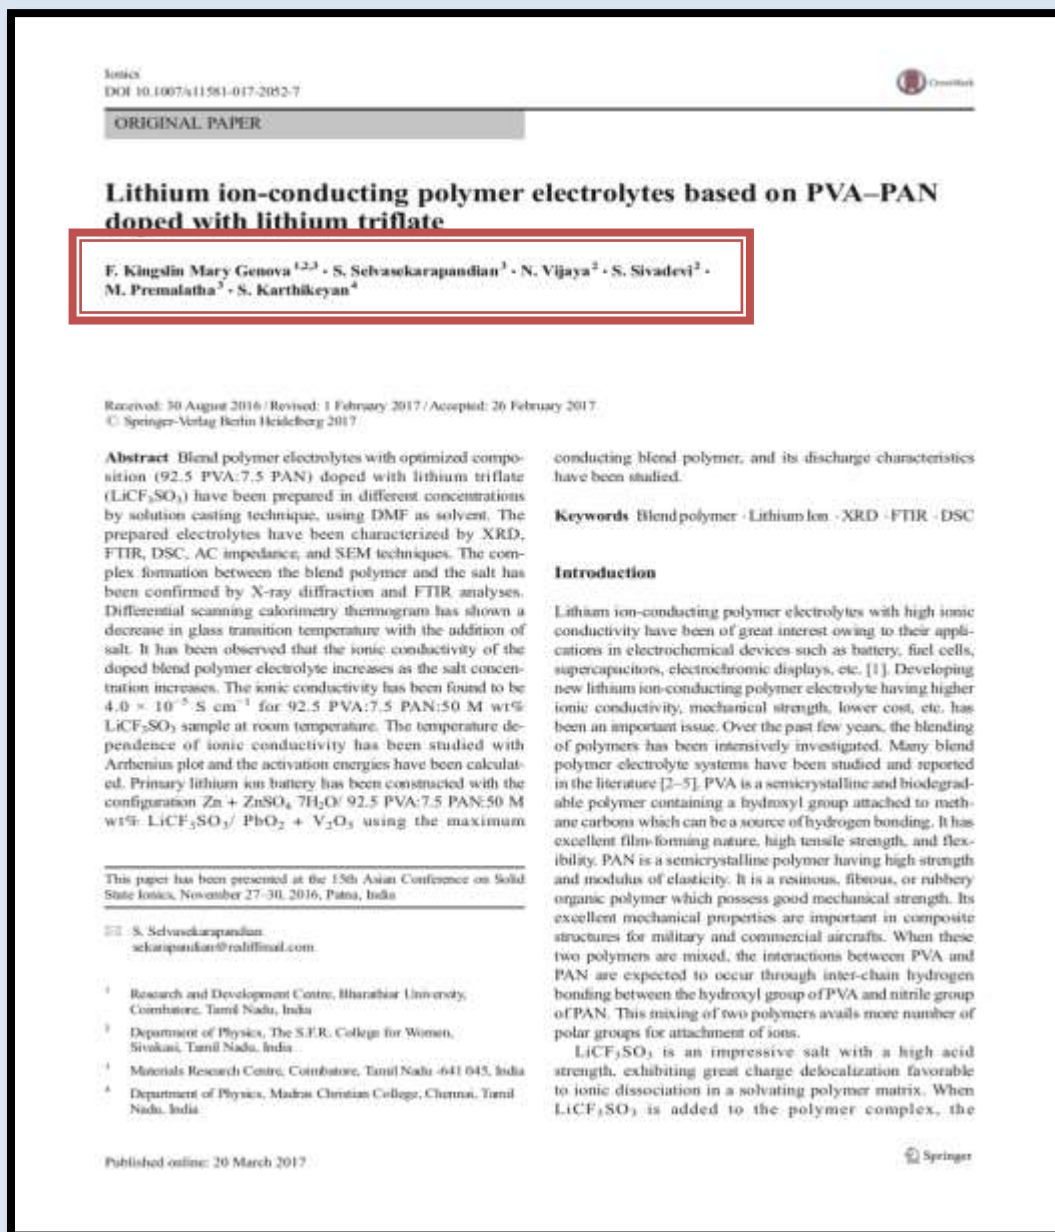 Ionics
DOI 10.1007/s11581-017-2052-7
CrossMark
ORIGINAL PAPER
Lithium ion-conducting polymer electrolytes based on PVA–PAN
doped with lithium triflate
F. Kingslin Mary Genova 1,2,3 · S. Selvasekarapandian 3 · N. Vijaya 2 · S. Sivadevi 2 ·
M. Premalatha 3 · S. Karthikeyan 4
Received: 30 August 2016 / Revised: 1 February 2017 / Accepted: 26 February 2017
© Springer-Verlag Berlin Heidelberg 2017
Abstract Blend polymer electrolytes with optimized compo-
sition (92.5 PVA:7.5 PAN) doped with lithium triflate
(LiCF3SO3) have been prepared in different concentrations
by solution casting technique, using DMF as solvent. The
prepared electrolytes have been characterized by XRD,
FTIR, DSC, AC impedance, and SEM techniques. The com-
plex formation between the blend polymer and the salt has
been confirmed by X-ray diffraction and FTIR analyses.
Differential scanning calorimetry thermogram has shown a
decrease in glass transition temperature with the addition of
salt. It has been observed that the ionic conductivity of the
doped blend polymer electrolyte increases as the salt concen-
tration increases. The ionic conductivity has been found to be
4.0 × 10−5 S cm−1 for 92.5 PVA:7.5 PAN:50 M wt%
LiCF3SO3 sample at room temperature. The temperature de-
pendence of ionic conductivity has been studied with
Arrhenius plot and the activation energies have been calculat-
ed. Primary lithium ion battery has been constructed with the
configuration Zn + ZnSO4 7H2O/ 92.5 PVA:7.5 PAN:50 M
wt% LiCF3SO3/ PbO2 + V2O5 using the maximum
This paper has been presented at the 15th Asian Conference on Solid
State Ionics, November 27–30, 2016, Patna, India
✉ S. Selvasekarapandian
sekarapandian@rediffmail.com
1 Research and Development Centre, Bharathiar University,
Coimbatore, Tamil Nadu, India
2 Department of Physics, The S.F.R. College for Women,
Sivakasi, Tamil Nadu, India
3 Materials Research Centre, Coimbatore, Tamil Nadu -641 045, India
4 Department of Physics, Madras Christian College, Chennai, Tamil
Nadu, India
conducting blend polymer, and its discharge characteristics
have been studied.
Keywords Blend polymer · Lithium Ion · XRD · FTIR · DSC
Introduction
Lithium ion-conducting polymer electrolytes with high ionic
conductivity have been of great interest owing to their appli-
cations in electrochemical devices such as battery, fuel cells,
supercapacitors, electrochromic displays, etc. [1]. Developing
new lithium ion-conducting polymer electrolyte having higher
ionic conductivity, mechanical strength, lower cost, etc. has
been an important issue. Over the past few years, the blending
of polymers has been intensively investigated. Many blend
polymer electrolyte systems have been studied and reported
in the literature [2–5]. PVA is a semicrystalline and biodegrad-
able polymer containing a hydroxyl group attached to meth-
ane carbons which can be a source of hydrogen bonding. It has
excellent film-forming nature, high tensile strength, and flex-
ibility. PAN is a semicrystalline polymer having high strength
and modulus of elasticity. It is a resinous, fibrous, or rubbery
organic polymer which possess good mechanical strength. Its
excellent mechanical properties are important in composite
structures for military and commercial aircrafts. When these
two polymers are mixed, the interactions between PVA and
PAN are expected to occur through inter-chain hydrogen
bonding between the hydroxyl group of PVA and nitrile group
of PAN. This mixing of two polymers avails more number of
polar groups for attachment of ions.
LiCF3SO3 is an impressive salt with a high acid
strength, exhibiting great charge delocalization favorable
to ionic dissociation in a solvating polymer matrix. When
LiCF3SO3 is added to the polymer complex, the
Published online: 20 March 2017
Springer